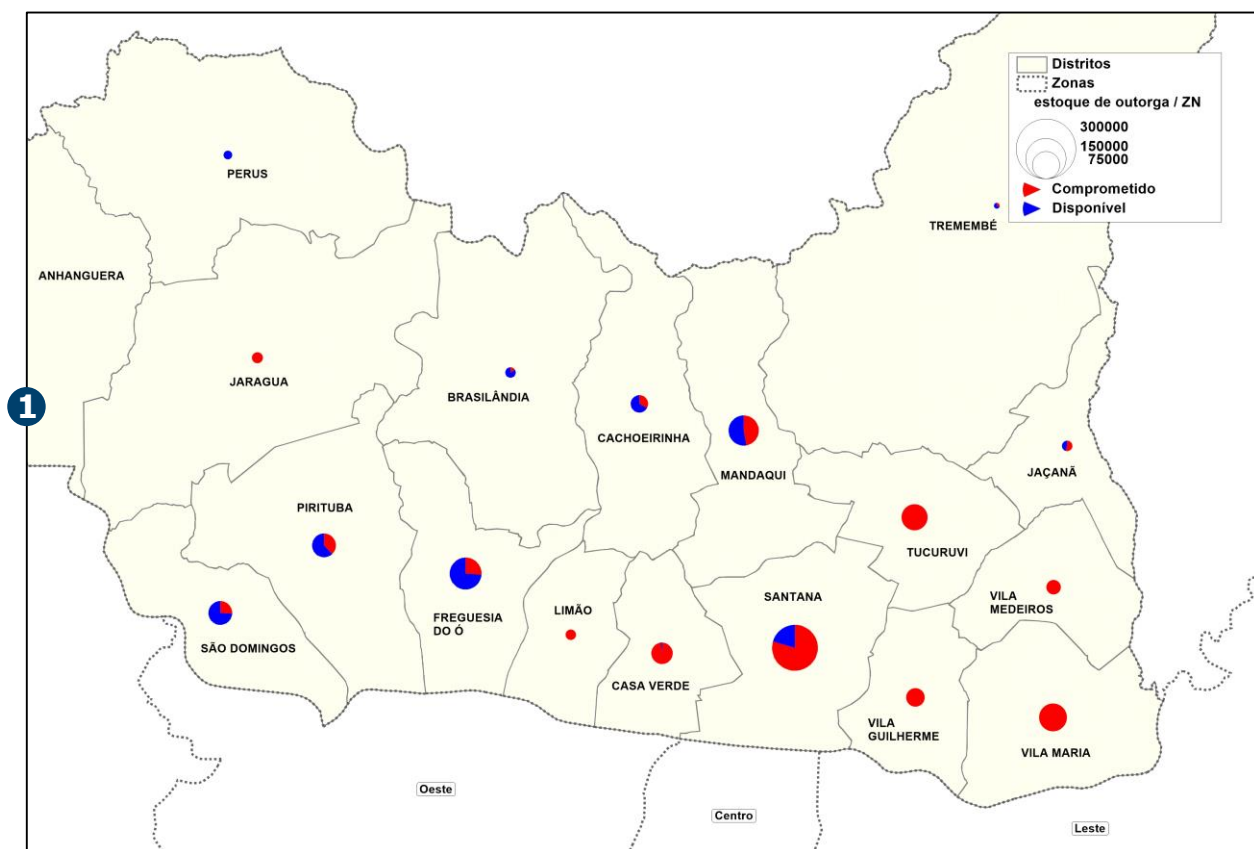 Distritos
Zonas
estoque de outorga / ZN
300000
150000
75000
Comprometido
Disponível
PERUS
TREMEMBÉ
ANHANGUERA
JARAGUA
BRASILÂNDIA
1
CACHOEIRINHA
MANDAQUI
JAÇANÃ
PIRITUBA
TUCURUVI
SANTANA
VILA
MEDEIROS
LIMÃO
FREGUESIA
DO Ó
SÃO DOMINGOS
CASA VERDE
VILA
GUILHERME
VILA MARIA
Oeste
Centro
Leste